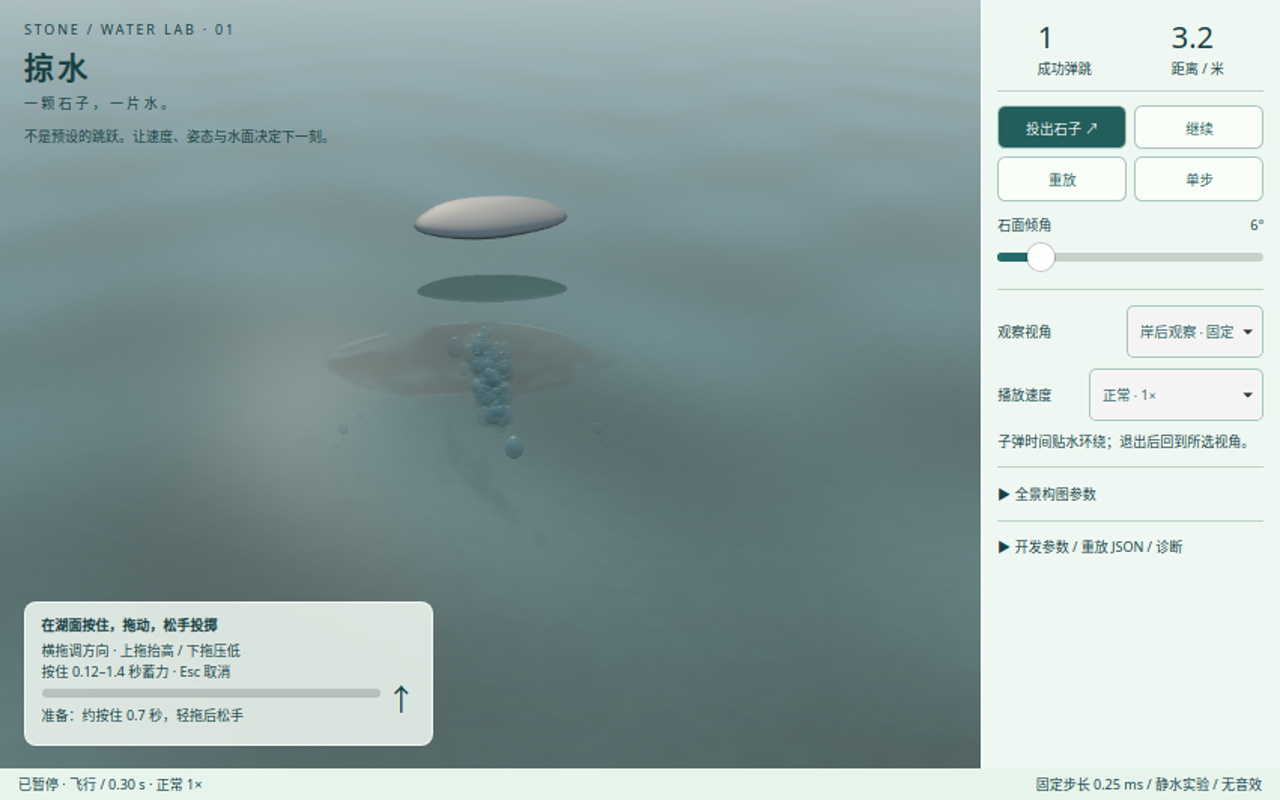 STONE / WATER LAB · 01
掠水
一颗石子，一片水。
不是预设的跳跃。让速度、姿态与水面决定下一刻。
在湖面按住，拖动，松手投掷
横拖调方向 · 上拖抬高 / 下拖压低
按住 0.12–1.4 秒蓄力 · Esc 取消
↑
准备：约按住 0.7 秒，轻拖后松手
1 3.2
成功弹跳 距离 / 米
投出石子 ↗ 继续
重放 单步
石面倾角 6°
观察视角 岸后观察 · 固定
播放速度 正常 · 1×
子弹时间贴水环绕；退出后回到所选视角。
▶ 全景构图参数
▶ 开发参数 / 重放 JSON / 诊断
已暂停 · 飞行 / 0.30 s · 正常 1× 固定步长 0.25 ms / 静水实验 / 无音效